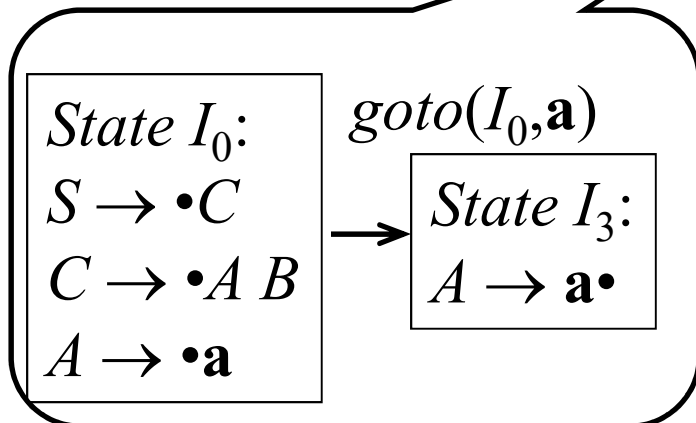 State I₀:
S → •C
C → •A B
A → •a
goto(I₀,a)
State I₃:
A → a•